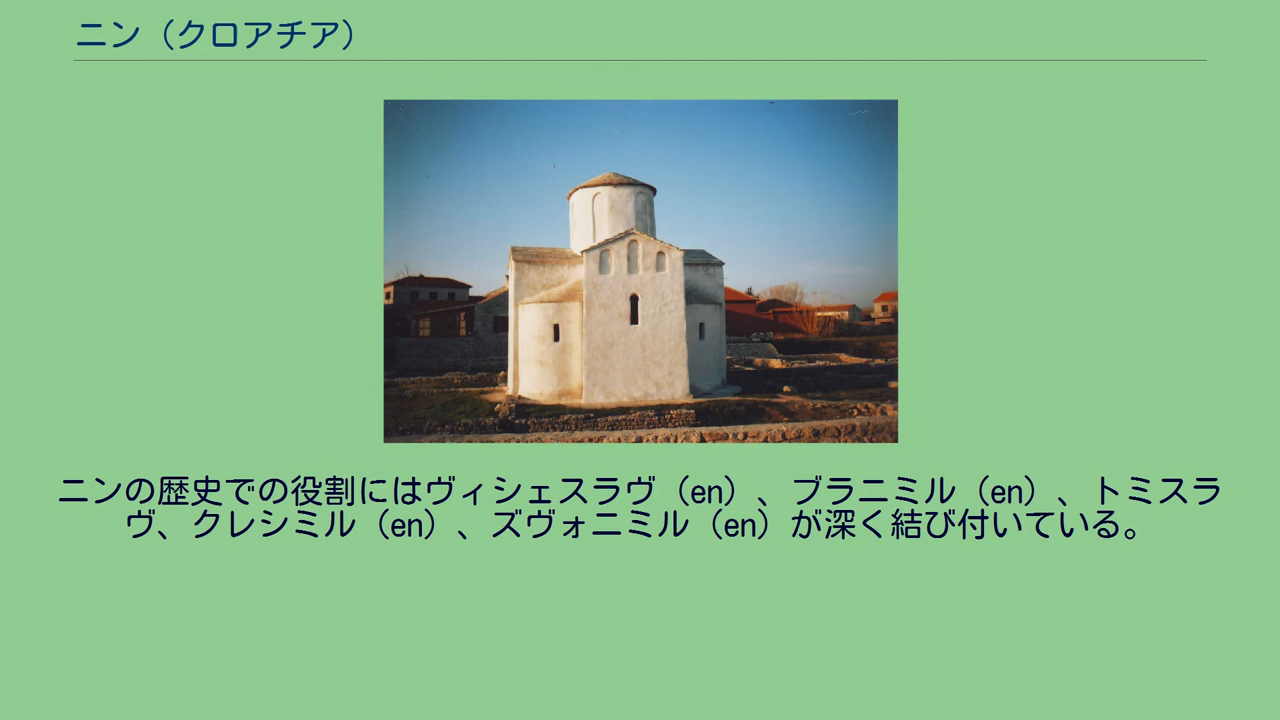 ニン（クロアチア）
ニンの歴史での役割にはヴィシェスラヴ（en）、ブラニミル（en）、トミスラ
ヴ、クレシミル（en）、ズヴォニミル（en）が深く結び付いている。